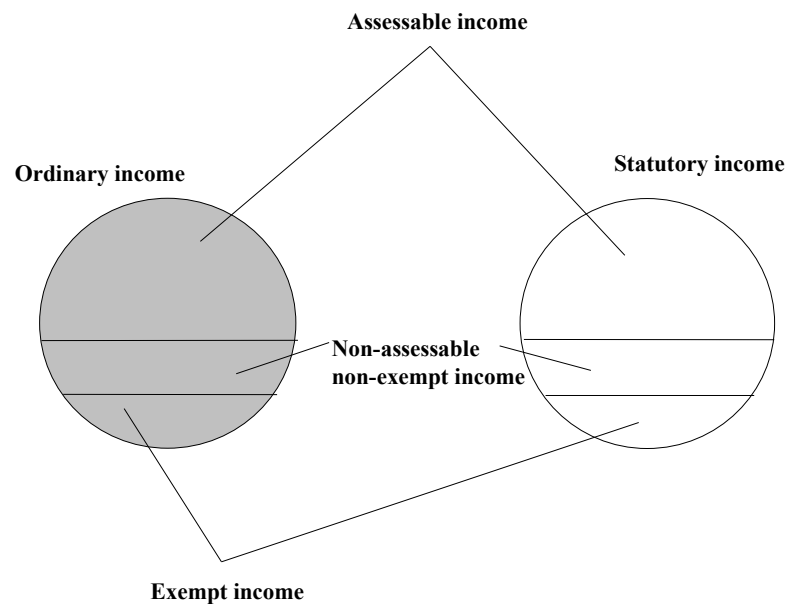 Assessable income
Ordinary income
Statutory income
Non-assessable
non-exempt income
Exempt income